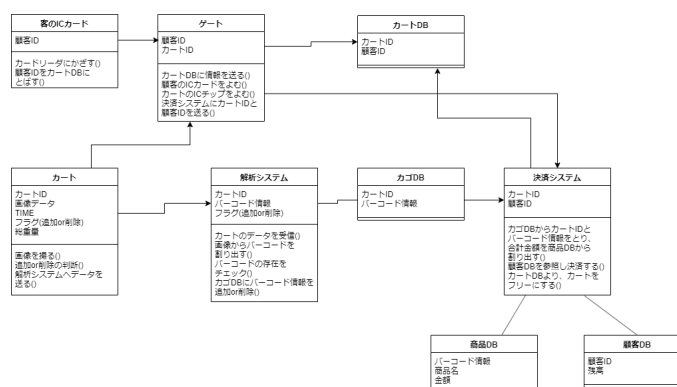 客のICカード
顧客ID
カードリーダにかざす()
顧客IDをカートDBに
とばす()
ゲート
顧客ID
カートID
カートDBに情報を送る()
顧客のICカードをよむ()
カートのICチップをよむ()
決済システムにカートIDと
顧客IDを送る()
カートDB
カートID
顧客ID
カート
カートID
画像データ
TIME
フラグ(追加or削除)
総重量
画像を撮る()
追加or削除の判断()
解析システムへデータを
送る()
解析システム
カートID
バーコード情報
フラグ(追加or削除)
カートのデータを受信()
画像からバーコードを
割り出す()
バーコードの存在を
チェック()
カゴDBにバーコード情報を
追加or削除()
カゴDB
カートID
バーコード情報
決済システム
カートID
顧客ID
カゴDBからカートIDと
バーコード情報をとり、
合計金額を商品DBから
割り出す()
顧客DBを参照し決済する()
カートDBより、カートを
フリーにする()
商品DB
バーコード情報
商品名
金額
顧客DB
顧客ID
残高